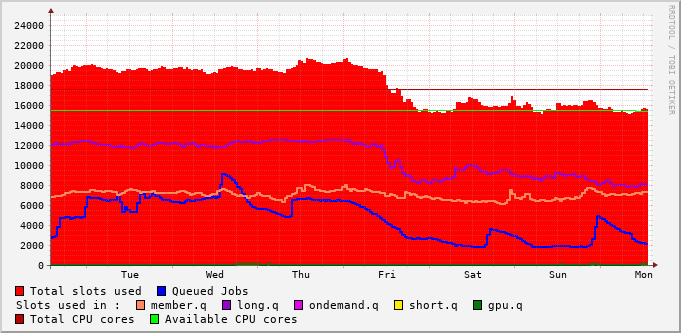 RRDTOOL / TOBI OETIKER
24000
22000
20000
18000
16000
14000
12000
10000
8000
6000
4000
2000
0
Tue Wed Thu Fri Sat Sun Mon
Total slots used Queued Jobs
Slots used in : member.q long.q ondemand.q short.q gpu.q
Total CPU cores Available CPU cores